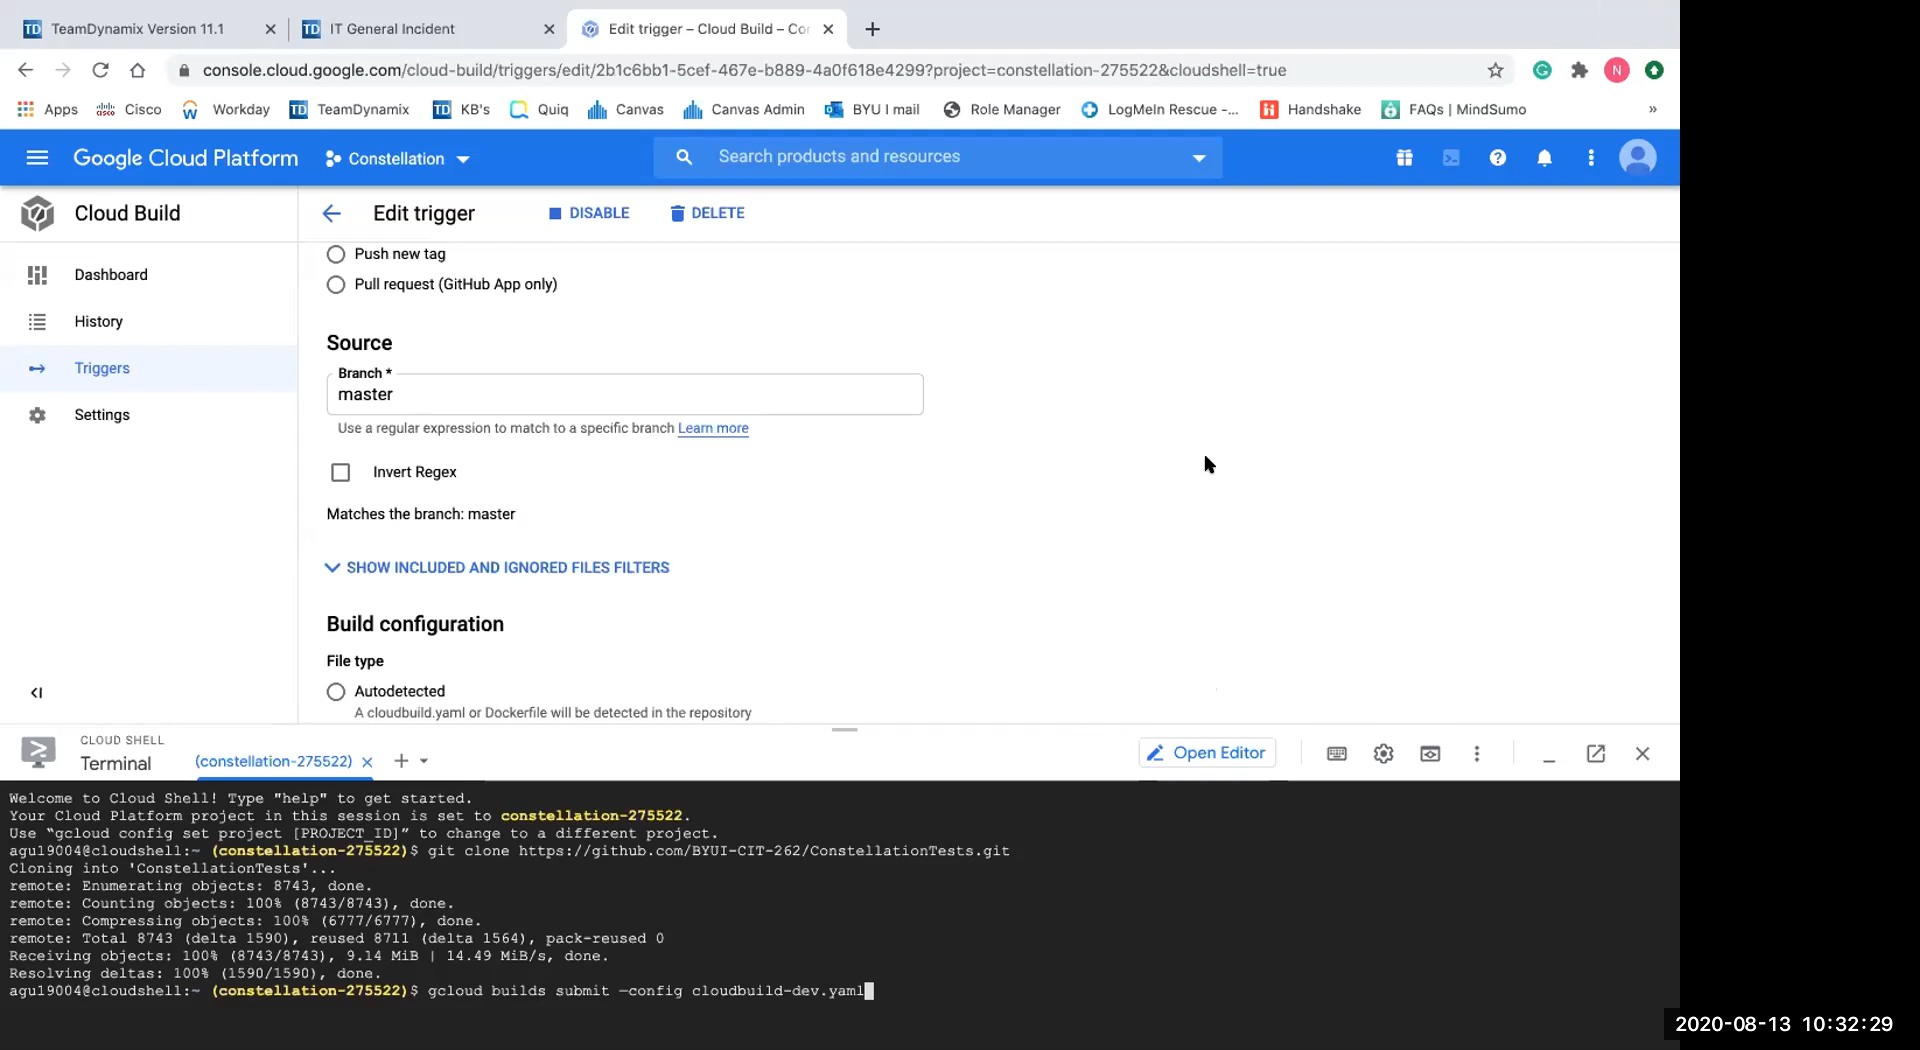 TD TeamDynamix Version 11.1
TD IT General Incident
Edit trigger – Cloud Build – Con
console.cloud.google.com/cloud-build/triggers/edit/2b1c6bb1-5cef-467e-b889-4a0f618e4299?project=constellation-275522&cloudshell=true
N
Apps
cisco Cisco
Workday
TD TeamDynamix
TD KB's
Quiq
Canvas
Canvas Admin
BYU I mail
Role Manager
LogMeIn Rescue -...
Handshake
FAQs | MindSumo
»
Google Cloud Platform
Constellation
Search products and resources
Cloud Build
Edit trigger
DISABLE
DELETE
Dashboard
History
Triggers
Settings
Push new tag
Pull request (GitHub App only)
Source
Branch *
master
Use a regular expression to match to a specific branch Learn more
Invert Regex
Matches the branch: master
SHOW INCLUDED AND IGNORED FILES FILTERS
Build configuration
File type
Autodetected
A cloudbuild.yaml or Dockerfile will be detected in the repository
CLOUD SHELL
Terminal
(constellation-275522)
Open Editor
Welcome to Cloud Shell! Type "help" to get started.
Your Cloud Platform project in this session is set to constellation-275522.
Use “gcloud config set project [PROJECT_ID]” to change to a different project.
agu19004@cloudshell:~ (constellation-275522)$ git clone https://github.com/BYUI-CIT-262/ConstellationTests.git
Cloning into 'ConstellationTests'...
remote: Enumerating objects: 8743, done.
remote: Counting objects: 100% (8743/8743), done.
remote: Compressing objects: 100% (6777/6777), done.
remote: Total 8743 (delta 1590), reused 8711 (delta 1564), pack-reused 0
Receiving objects: 100% (8743/8743), 9.14 MiB | 14.49 MiB/s, done.
Resolving deltas: 100% (1590/1590), done.
agu19004@cloudshell:~ (constellation-275522)$ gcloud builds submit —config cloudbuild-dev.yaml
2020-08-13 10:32:29